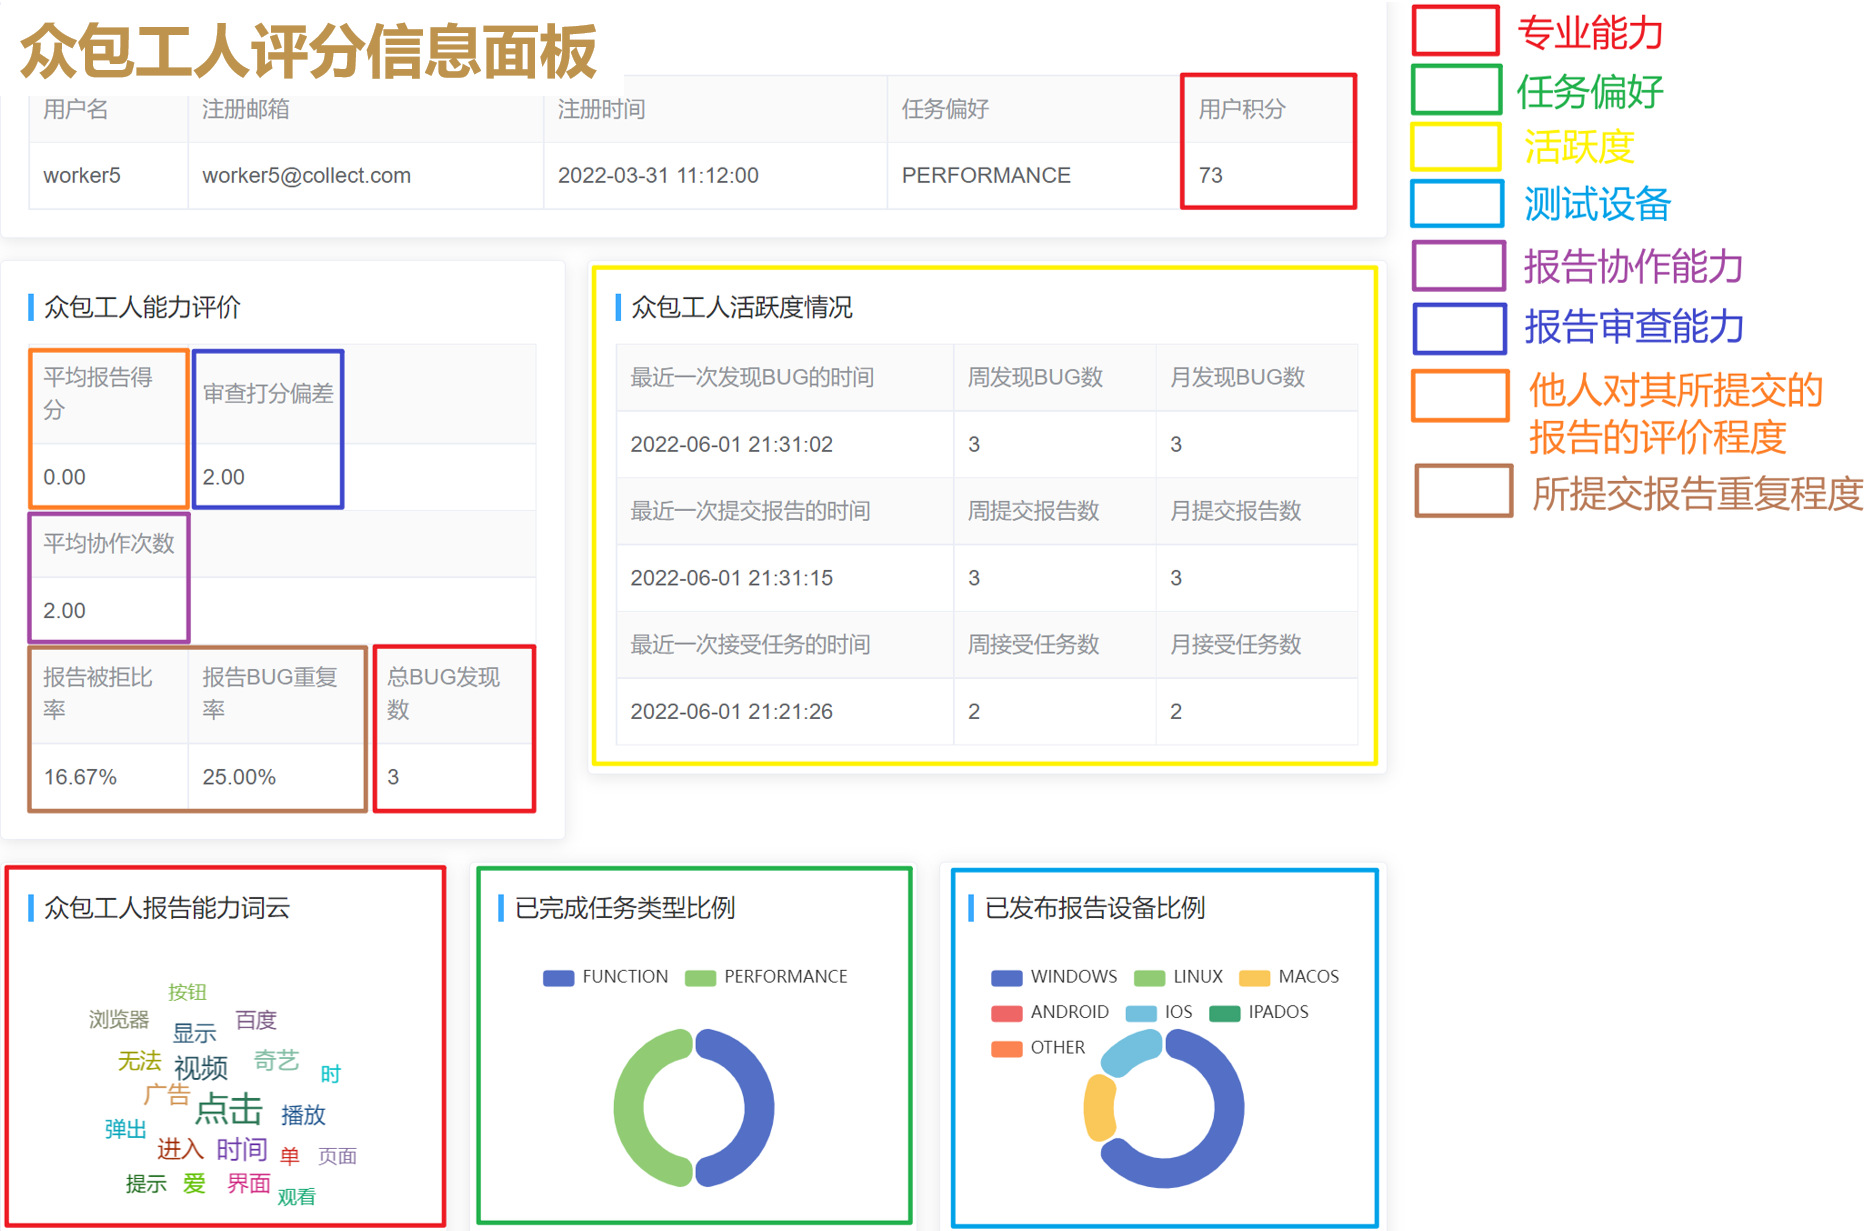 众包工人评分信息面板
用户名 注册邮箱 注册时间 任务偏好 用户积分
worker5 worker5@collect.com 2022-03-31 11:12:00 PERFORMANCE 73
专业能力
任务偏好
活跃度
测试设备
报告协作能力
报告审查能力
他人对其所提交的
报告的评价程度
所提交报告重复程度
众包工人能力评价
平均报告得
分
审查打分偏差
0.00 2.00
平均协作次数
2.00
报告被拒比
率
报告BUG重复
率
总BUG发现
数
16.67% 25.00% 3
众包工人活跃度情况
最近一次发现BUG的时间 周发现BUG数 月发现BUG数
2022-06-01 21:31:02 3 3
最近一次提交报告的时间 周提交报告数 月提交报告数
2022-06-01 21:31:15 3 3
最近一次接受任务的时间 周接受任务数 月接受任务数
2022-06-01 21:21:26 2 2
众包工人报告能力词云
按钮
浏览器 显示 百度
无法 视频 奇艺 时
广告 点击 播放
弹出 进入 时间 单 页面
提示 爱 界面 观看
已完成任务类型比例
FUNCTION PERFORMANCE
已发布报告设备比例
WINDOWS LINUX MACOS
ANDROID IOS IPADOS
OTHER